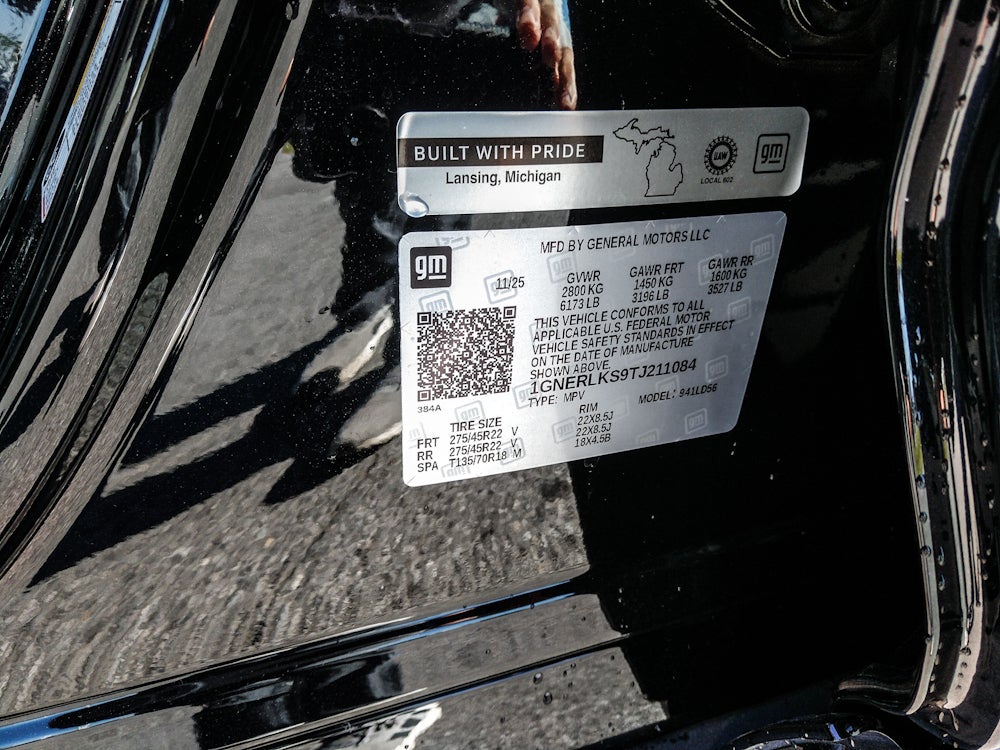 BUILT WITH PRIDE
Lansing, Michigan
UAW
LOCAL 602
gm
gm
MFD BY GENERAL MOTORS LLC
11/25
GVWR GAWR FRT GAWR RR
2800 KG 1450 KG 1600 KG
6173 LB 3196 LB 3527 LB
THIS VEHICLE CONFORMS TO ALL
APPLICABLE U.S. FEDERAL MOTOR
VEHICLE SAFETY STANDARDS IN EFFECT
ON THE DATE OF MANUFACTURE
SHOWN ABOVE.
1GNERLKS9TJ211084
TYPE: MPV MODEL: 941LD56
384A
TIRE SIZE RIM
FRT 275/45R22 V 22X8.5J
RR 275/45R22 V 22X8.5J
SPA T135/70R18 M 18X4.5B